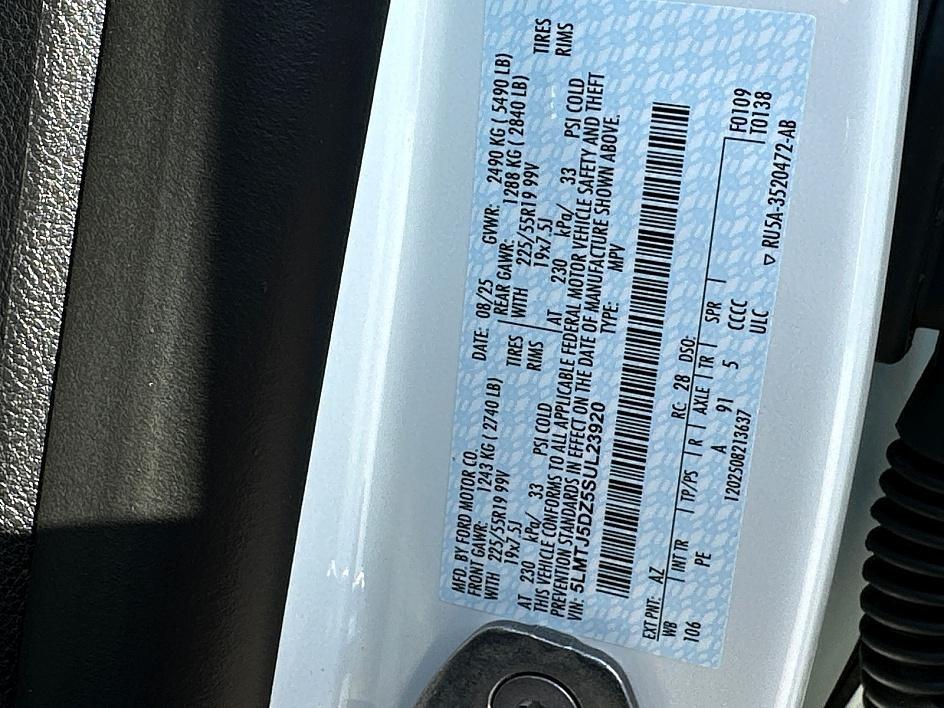 MFD. BY FORD MOTOR CO.
DATE: 08/25 GVWR: 2490 KG ( 5490 LB)
FRONT GAWR: 1243 KG ( 2740 LB) REAR GAWR: 1288 KG ( 2840 LB)
WITH 225/55R19 99V TIRES WITH 225/55R19 99V TIRES
19x7.5J RIMS 19x7.5J RIMS
AT 230 kPa/ 33 PSI COLD AT 230 kPa/ 33 PSI COLD
THIS VEHICLE CONFORMS TO ALL APPLICABLE FEDERAL MOTOR VEHICLE SAFETY AND THEFT
PREVENTION STANDARDS IN EFFECT ON THE DATE OF MANUFACTURE SHOWN ABOVE.
VIN: 5LMTJ5DZ5SUL23920 TYPE: MPV
EXT PNT: AZ RC: 28 DSO:
WB INT TR TP/PS R AXLE TR SPR F0109
106 PE A 91 5 CCCC T0138
1202508213637 ULC ▽ RU5A-3520472-AB